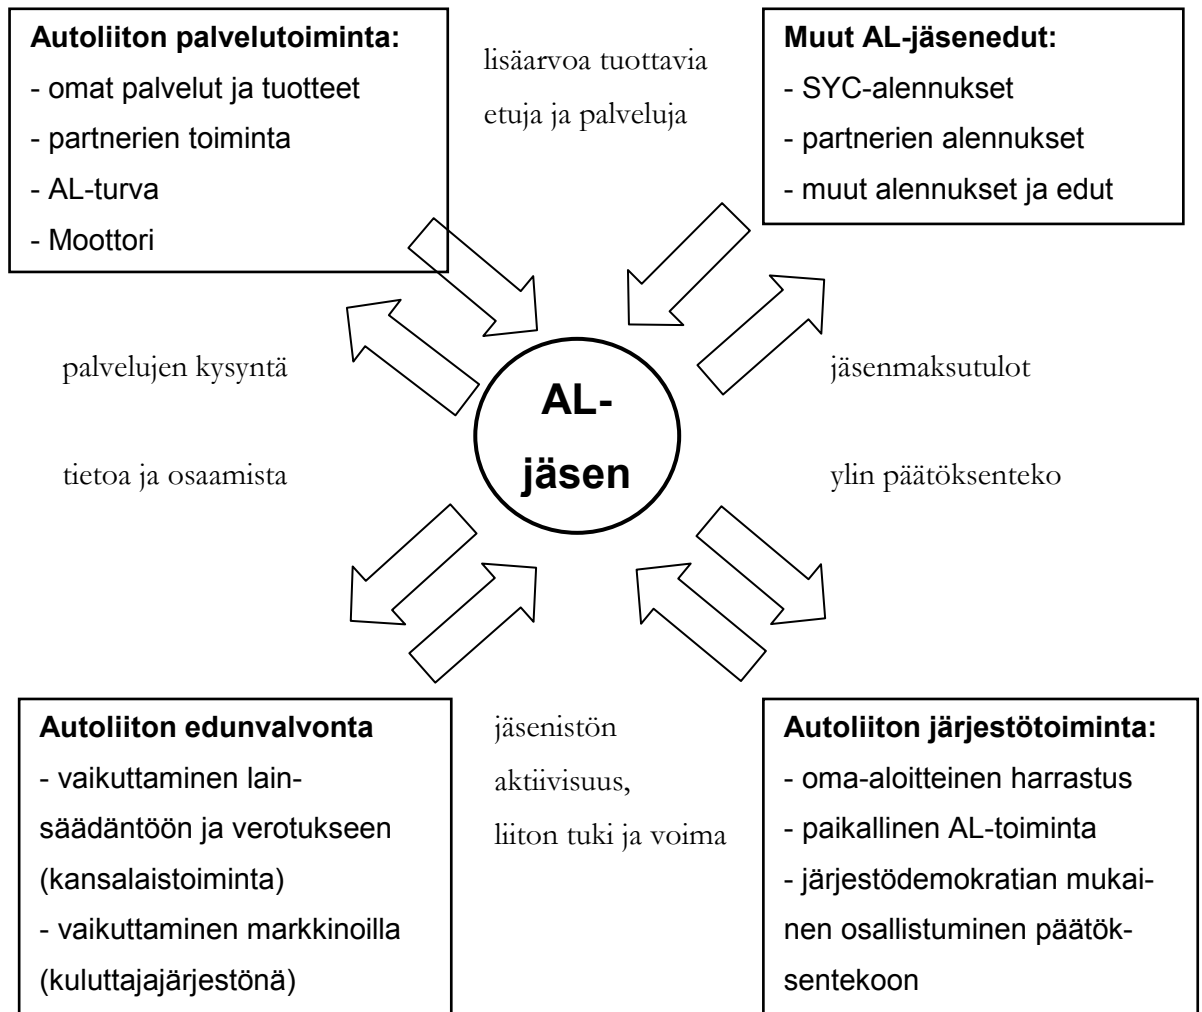 Autoliiton palvelutoiminta:
- omat palvelut ja tuotteet
- partnerien toiminta
- AL-turva
- Moottori
lisäarvoa tuottavia
etuja ja palveluja
Muut AL-jäsenedut:
- SYC-alennukset
- partnerien alennukset
- muut alennukset ja edut
palvelujen kysyntä
tietoa ja osaamista
AL-
jäsen
jäsenmaksutulot
ylin päätöksenteko
Autoliiton edunvalvonta
- vaikuttaminen lain-
säädäntöön ja verotukseen
(kansalaistoiminta)
- vaikuttaminen markkinoilla
(kuluttajajärjestönä)
jäsenistön
aktiivisuus,
liiton tuki ja voima
Autoliiton järjestötoiminta:
- oma-aloitteinen harrastus
- paikallinen AL-toiminta
- järjestödemokratian mukai-
nen osallistuminen päätök-
sentekoon